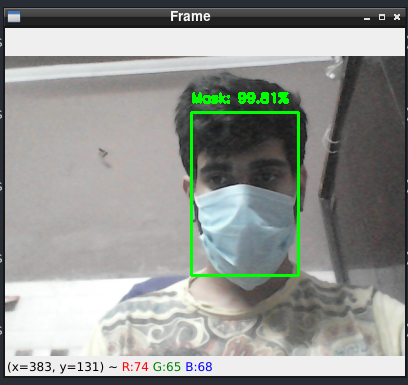 Frame
Mask: 99.81%
(x=383, y=131) ~ R:74 G:65 B:68